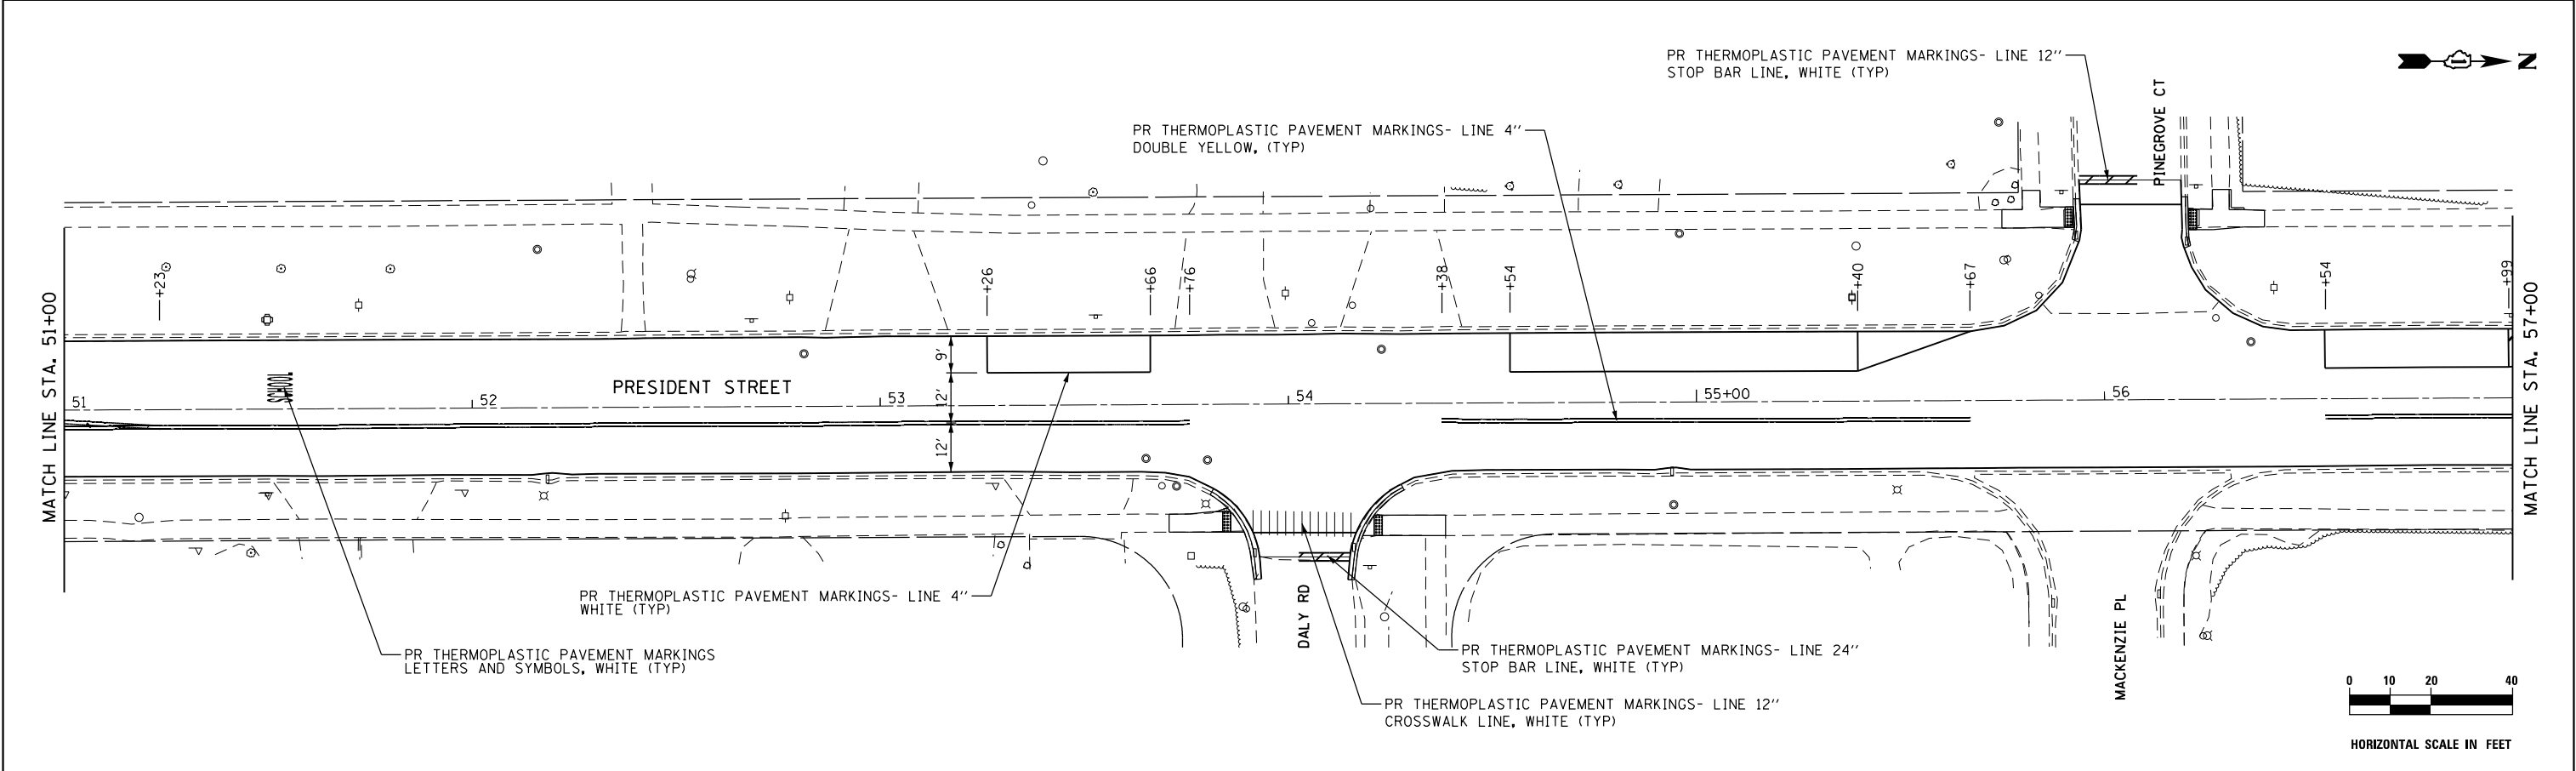 PR THERMOPLASTIC PAVEMENT MARKINGS- LINE 12''
STOP BAR LINE, WHITE (TYP)
N
PINEGROVE CT
PR THERMOPLASTIC PAVEMENT MARKINGS- LINE 4''
DOUBLE YELLOW, (TYP)
+23
+26
+66
+76
+38
+54
+40
+67
+54
+99
MATCH LINE STA. 51+00
MATCH LINE STA. 57+00
9'
12'
12'
PRESIDENT STREET
51
52
53
54
55+00
56
PR THERMOPLASTIC PAVEMENT MARKINGS- LINE 4''
WHITE (TYP)
PR THERMOPLASTIC PAVEMENT MARKINGS
LETTERS AND SYMBOLS, WHITE (TYP)
DALY RD
PR THERMOPLASTIC PAVEMENT MARKINGS- LINE 24''
STOP BAR LINE, WHITE (TYP)
PR THERMOPLASTIC PAVEMENT MARKINGS- LINE 12''
CROSSWALK LINE, WHITE (TYP)
MACKENZIE PL
0 10 20 40
HORIZONTAL SCALE IN FEET